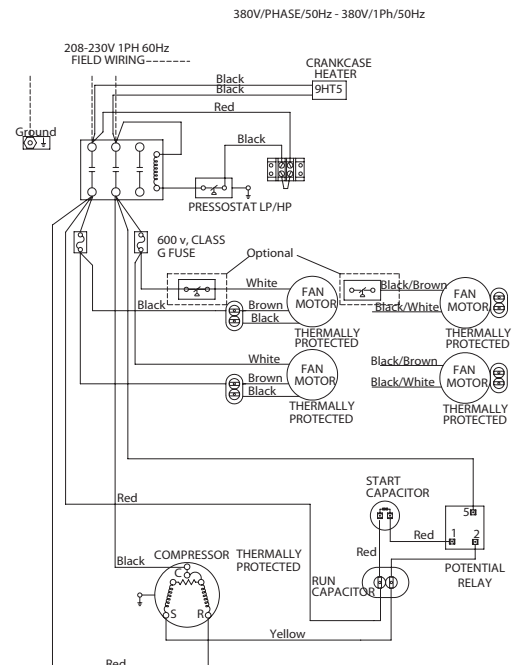 380V/PHASE/50Hz - 380V/1Ph/50Hz
208-230V 1PH 60Hz
FIELD WIRING
CRANKCASE
HEATER
9HT5
Black
Black
Red
Ground
Black
PRESSOSTAT LP/HP
600 v, CLASS
G FUSE
Optional
White
Black
Brown
Black
FAN
MOTOR
THERMALLY
PROTECTED
Black/Brown
Black/White
FAN
MOTOR
THERMALLY
PROTECTED
White
Brown
Black
FAN
MOTOR
THERMALLY
PROTECTED
Black/Brown
Black/White
FAN
MOTOR
THERMALLY
PROTECTED
Red
START
CAPACITOR
5
1
2
Red
Red
POTENTIAL
RELAY
Black
COMPRESSOR
THERMALLY
PROTECTED
C
S
R
RUN
CAPACITOR
Yellow
Red